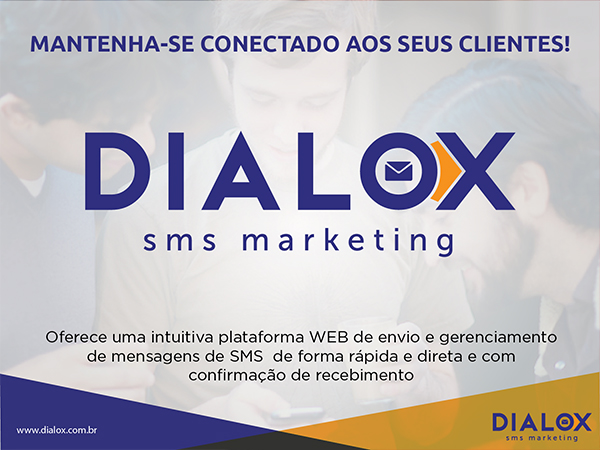 MANTENHA-SE CONECTADO AOS SEUS CLIENTES!
DIALOX
sms marketing
Oferece uma intuitiva plataforma WEB de envio e gerenciamento
de mensagens de SMS de forma rápida e direta e com
confirmação de recebimento
www.dialox.com.br
DIALOX
sms marketing